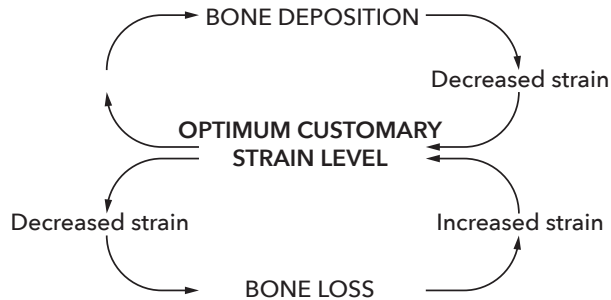 BONE DEPOSITION
Decreased strain
OPTIMUM CUSTOMARY
STRAIN LEVEL
Decreased strain
Increased strain
BONE LOSS